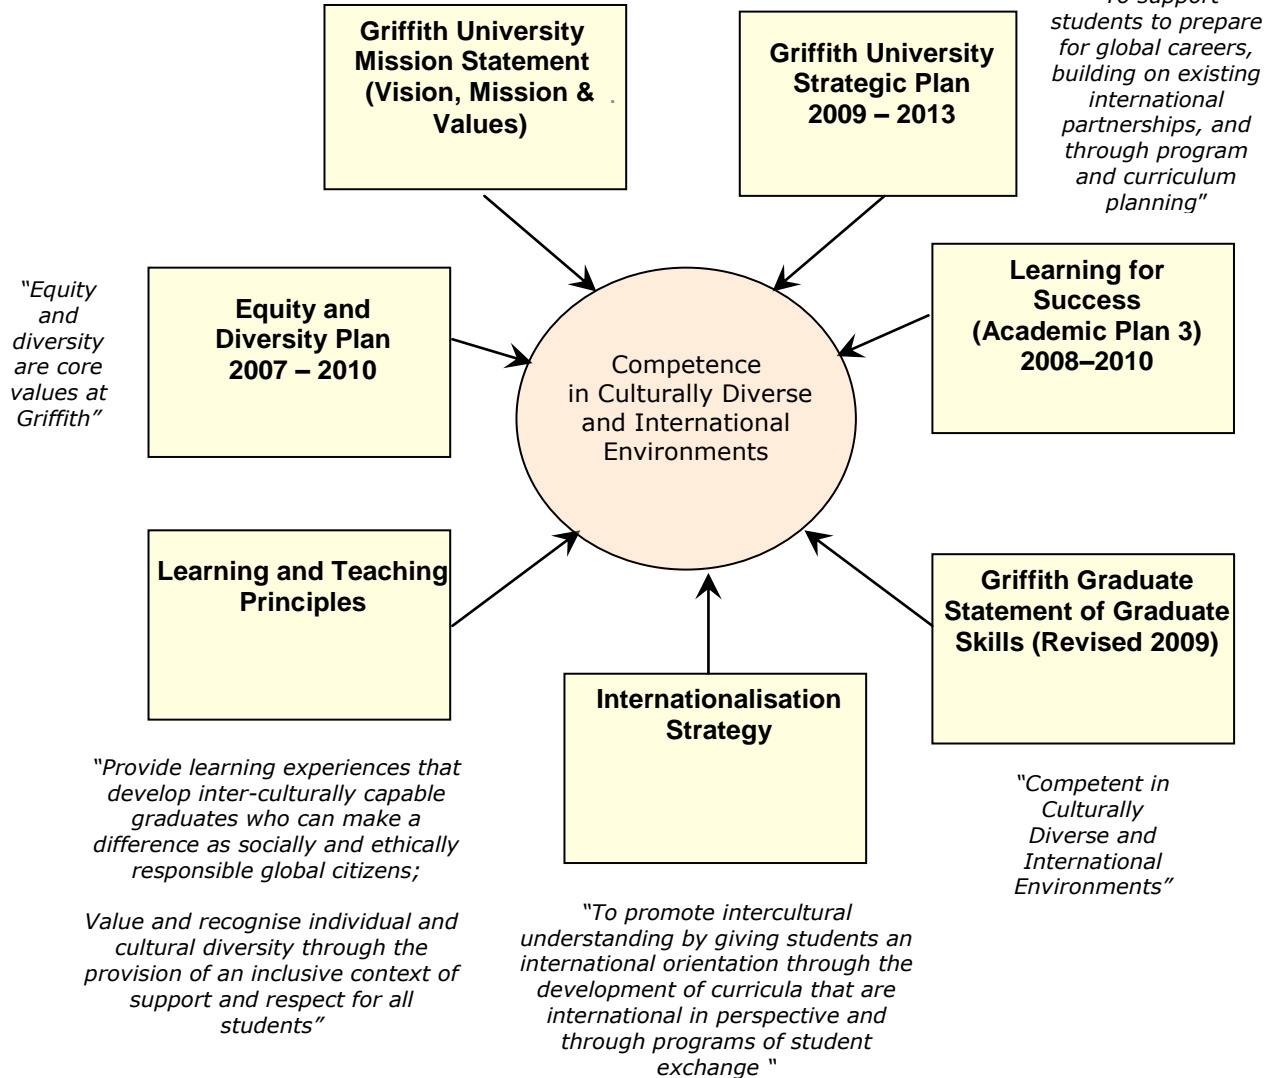 Griffith University
Mission Statement
(Vision, Mission &
Values)
Griffith University
Strategic Plan
2009 – 2013
"To support
students to prepare
for global careers,
building on existing
international
partnerships, and
through program
and curriculum
planning"
"Equity
and
diversity
are core
values at
Griffith"
Equity and
Diversity Plan
2007 – 2010
Competence
in Culturally Diverse
and International
Environments
Learning for
Success
(Academic Plan 3)
2008–2010
Learning and Teaching
Principles
Internationalisation
Strategy
Griffith Graduate
Statement of Graduate
Skills (Revised 2009)
"Provide learning experiences that
develop inter-culturally capable
graduates who can make a
difference as socially and ethically
responsible global citizens;
Value and recognise individual and
cultural diversity through the
provision of an inclusive context of
support and respect for all
students"
"To promote intercultural
understanding by giving students an
international orientation through the
development of curricula that are
international in perspective and
through programs of student
exchange "
"Competent in
Culturally
Diverse and
International
Environments"